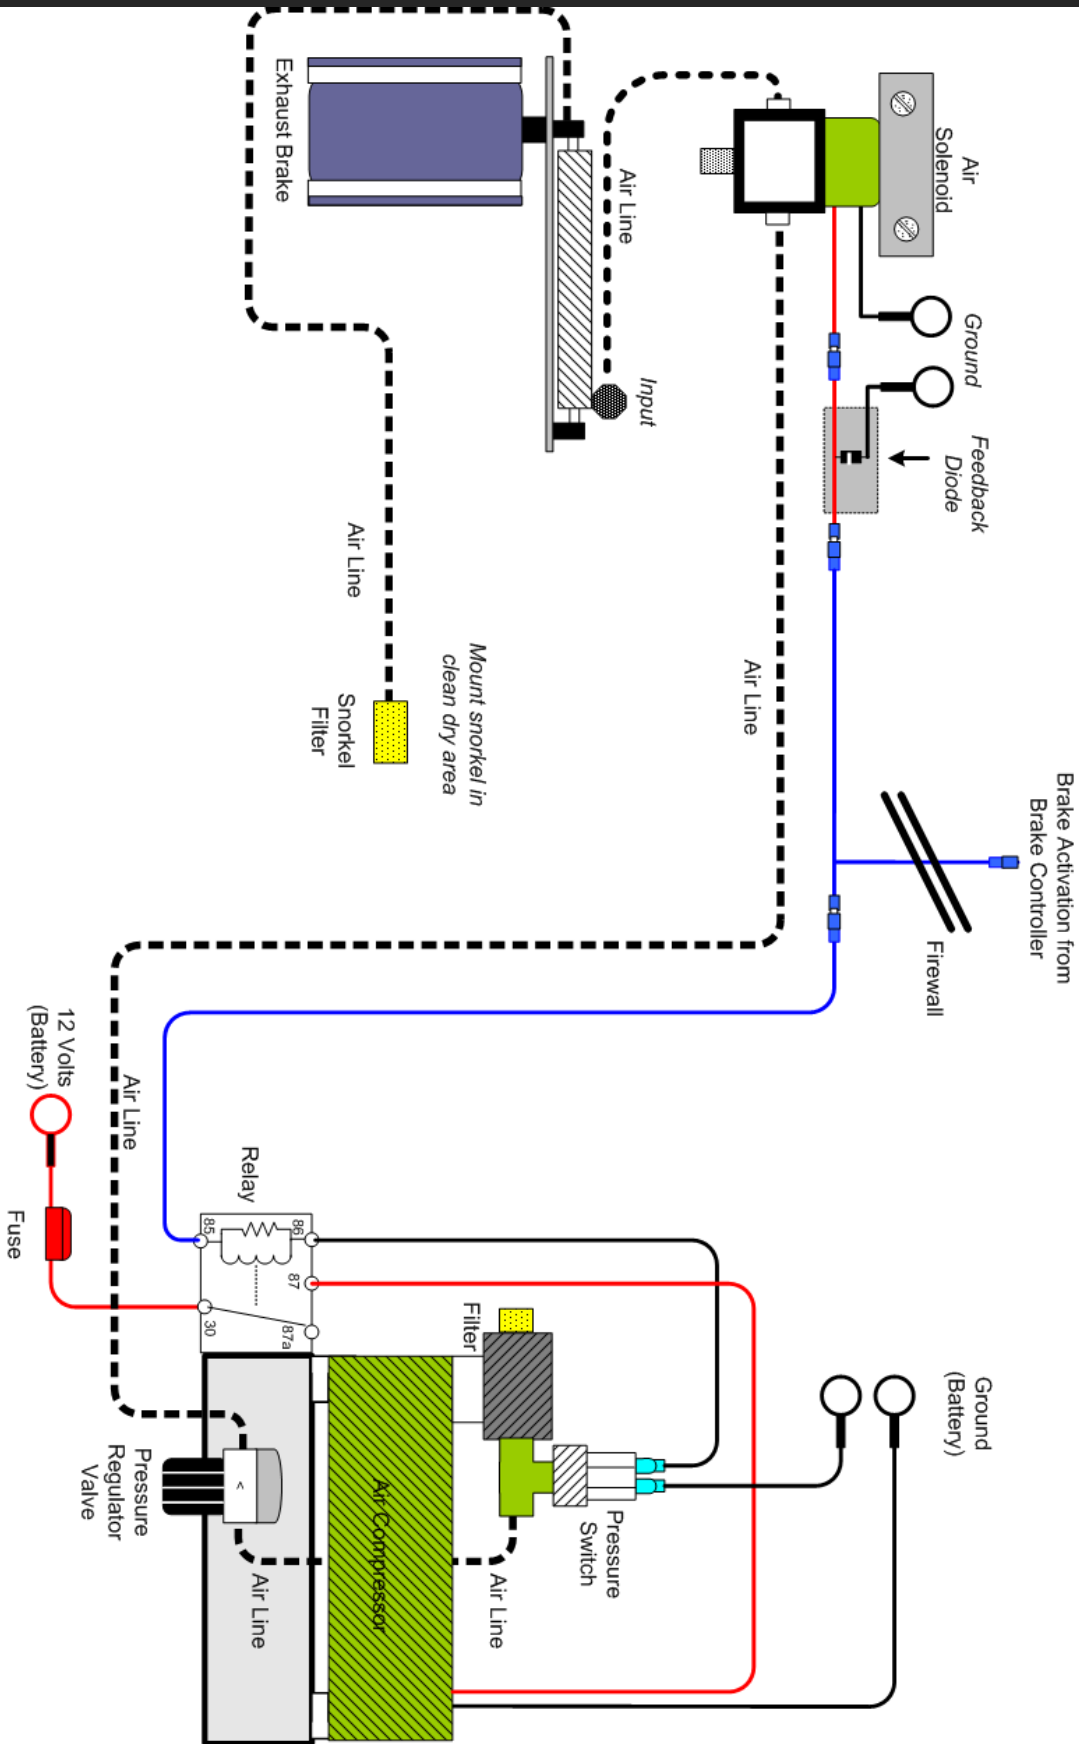 Brake Activation from
Brake Controller
Air
Solenoid
Ground
Feedback
Diode
Firewall
Ground
(Battery)
Air Line
Input
Air Line
Exhaust Brake
Mount snorkel in
clean dry area
Air Line
Snorkel
Filter
Pressure
Switch
Filter
Air Line
Air Compressor
Relay
86
87
87a
85
30
Air Line
<
Pressure
Regulator
Valve
Air Line
12 Volts
(Battery)
Fuse